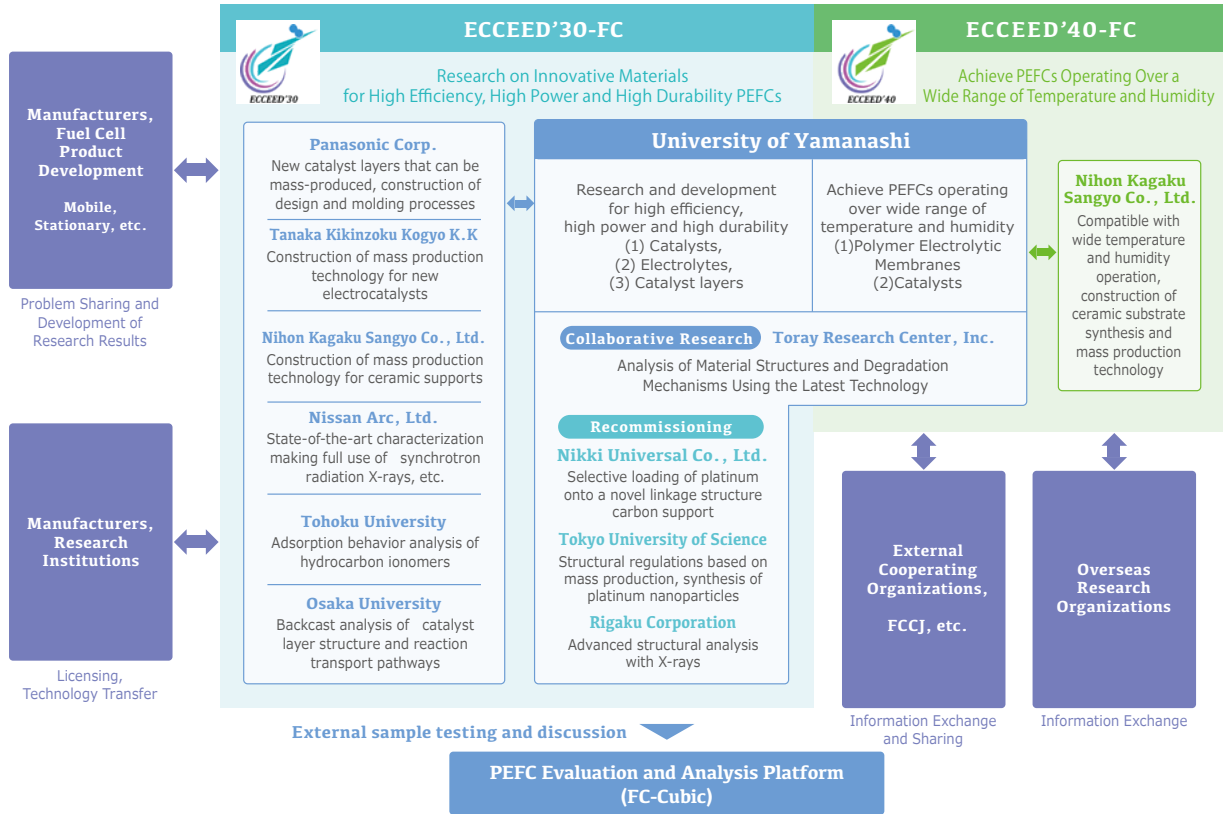 ECCEED'30-FC
ECCEED'30
Research on Innovative Materials
for High Efficiency, High Power and High Durability PEFCs
ECCEED'40-FC
ECCEED'40
Achieve PEFCs Operating Over a
Wide Range of Temperature and Humidity
Manufacturers,
Fuel Cell
Product
Development
Mobile,
Stationary, etc.
Problem Sharing and
Development of
Research Results
Manufacturers,
Research
Institutions
Licensing,
Technology Transfer
Panasonic Corp.
New catalyst layers that can be
mass-produced, construction of
design and molding processes
Tanaka Kikinzoku Kogyo K.K
Construction of mass production
technology for new
electrocatalysts
Nihon Kagaku Sangyo Co., Ltd.
Construction of mass production
technology for ceramic supports
Nissan Arc, Ltd.
State-of-the-art characterization
making full use of synchrotron
radiation X-rays, etc.
Tohoku University
Adsorption behavior analysis of
hydrocarbon ionomers
Osaka University
Backcast analysis of catalyst
layer structure and reaction
transport pathways
University of Yamanashi
Research and development
for high efficiency,
high power and high durability
(1) Catalysts,
(2) Electrolytes,
(3) Catalyst layers
Achieve PEFCs operating
over wide range of
temperature and humidity
(1)Polymer Electrolytic
Membranes
(2)Catalysts
Collaborative Research Toray Research Center, Inc.
Analysis of Material Structures and Degradation
Mechanisms Using the Latest Technology
Recommissioning
Nikki Universal Co., Ltd.
Selective loading of platinum
onto a novel linkage structure
carbon support
Tokyo University of Science
Structural regulations based on
mass production, synthesis of
platinum nanoparticles
Rigaku Corporation
Advanced structural analysis
with X-rays
Nihon Kagaku
Sangyo Co., Ltd.
Compatible with
wide temperature
and humidity
operation,
construction of
ceramic substrate
synthesis and
mass production
technology
External
Cooperating
Organizations,
FCCJ, etc.
Information Exchange
and Sharing
Overseas
Research
Organizations
Information Exchange
External sample testing and discussion
PEFC Evaluation and Analysis Platform
(FC-Cubic)